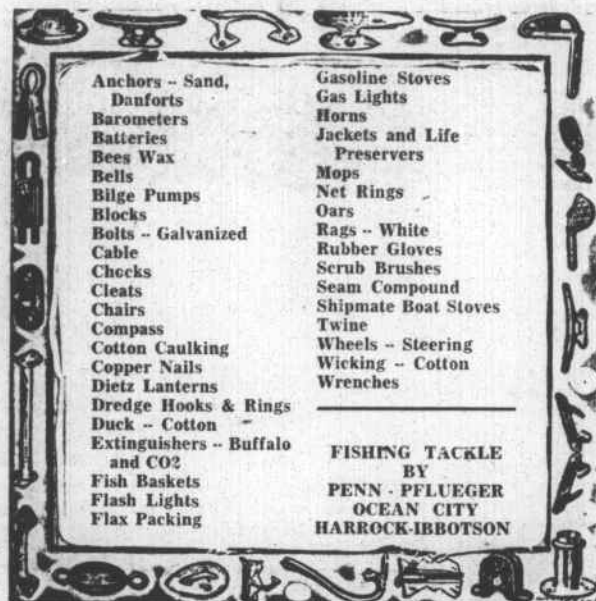 Anchors -- Sand,
Danforts
Barometers
Batteries
Bees Wax
Bells
Bilge Pumps
Blocks
Bolts -- Galvanized
Cable
Chocks
Cleats
Chairs
Compass
Cotton Caulking
Copper Nails
Dietz Lanterns
Dredge Hooks & Rings
Duck -- Cotton
Extinguishers -- Buffalo
and CO2
Fish Baskets
Flash Lights
Flax Packing
Gasoline Stoves
Gas Lights
Horns
Jackets and Life
Preservers
Mops
Net Rings
Oars
Rags -- White
Rubber Gloves
Scrub Brushes
Seam Compound
Shipmate Boat Stoves
Twine
Wheels -- Steering
Wicking -- Cotton
Wrenches
FISHING TACKLE
BY
PENN - PFLUEGER
OCEAN CITY
HARROCK-IBBOTSON